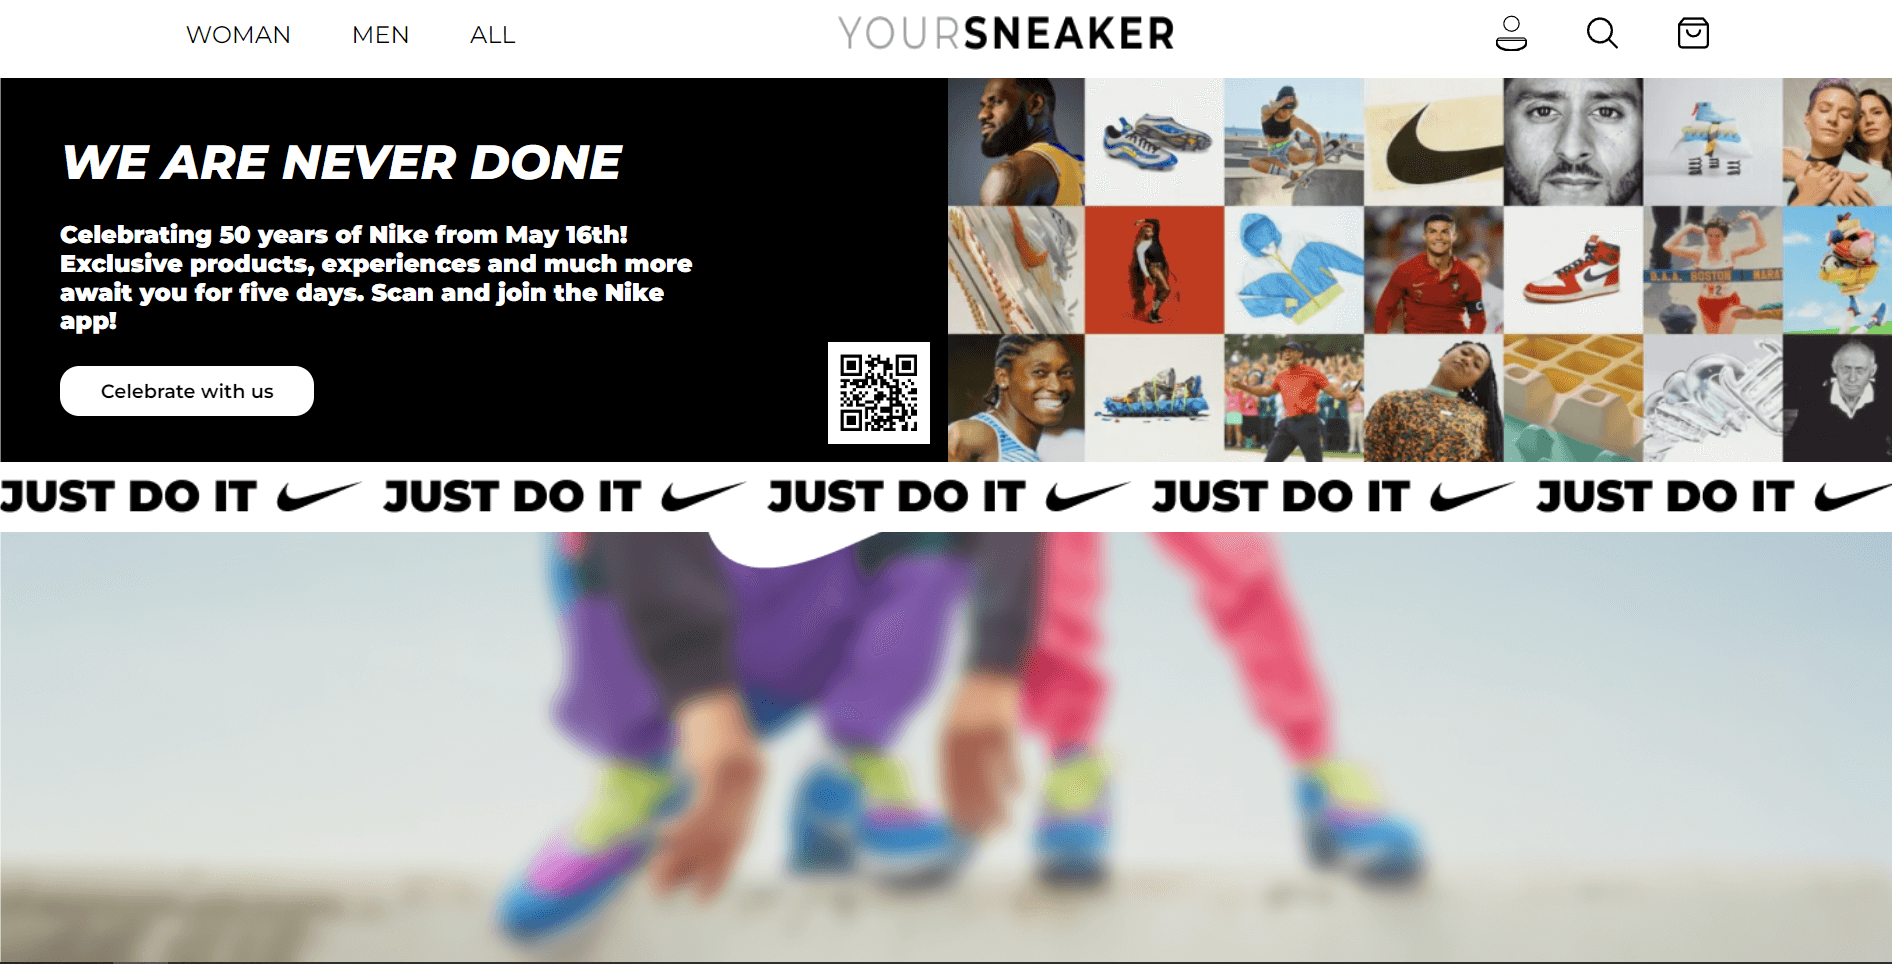 WOMAN MEN ALL YOURSNEAKER
WE ARE NEVER DONE
Celebrating 50 years of Nike from May 16th!
Exclusive products, experiences and much more
await you for five days. Scan and join the Nike
app!
Celebrate with us
B.A.A. BOSTON MARAT
JUST DO IT JUST DO IT JUST DO IT JUST DO IT JUST DO IT